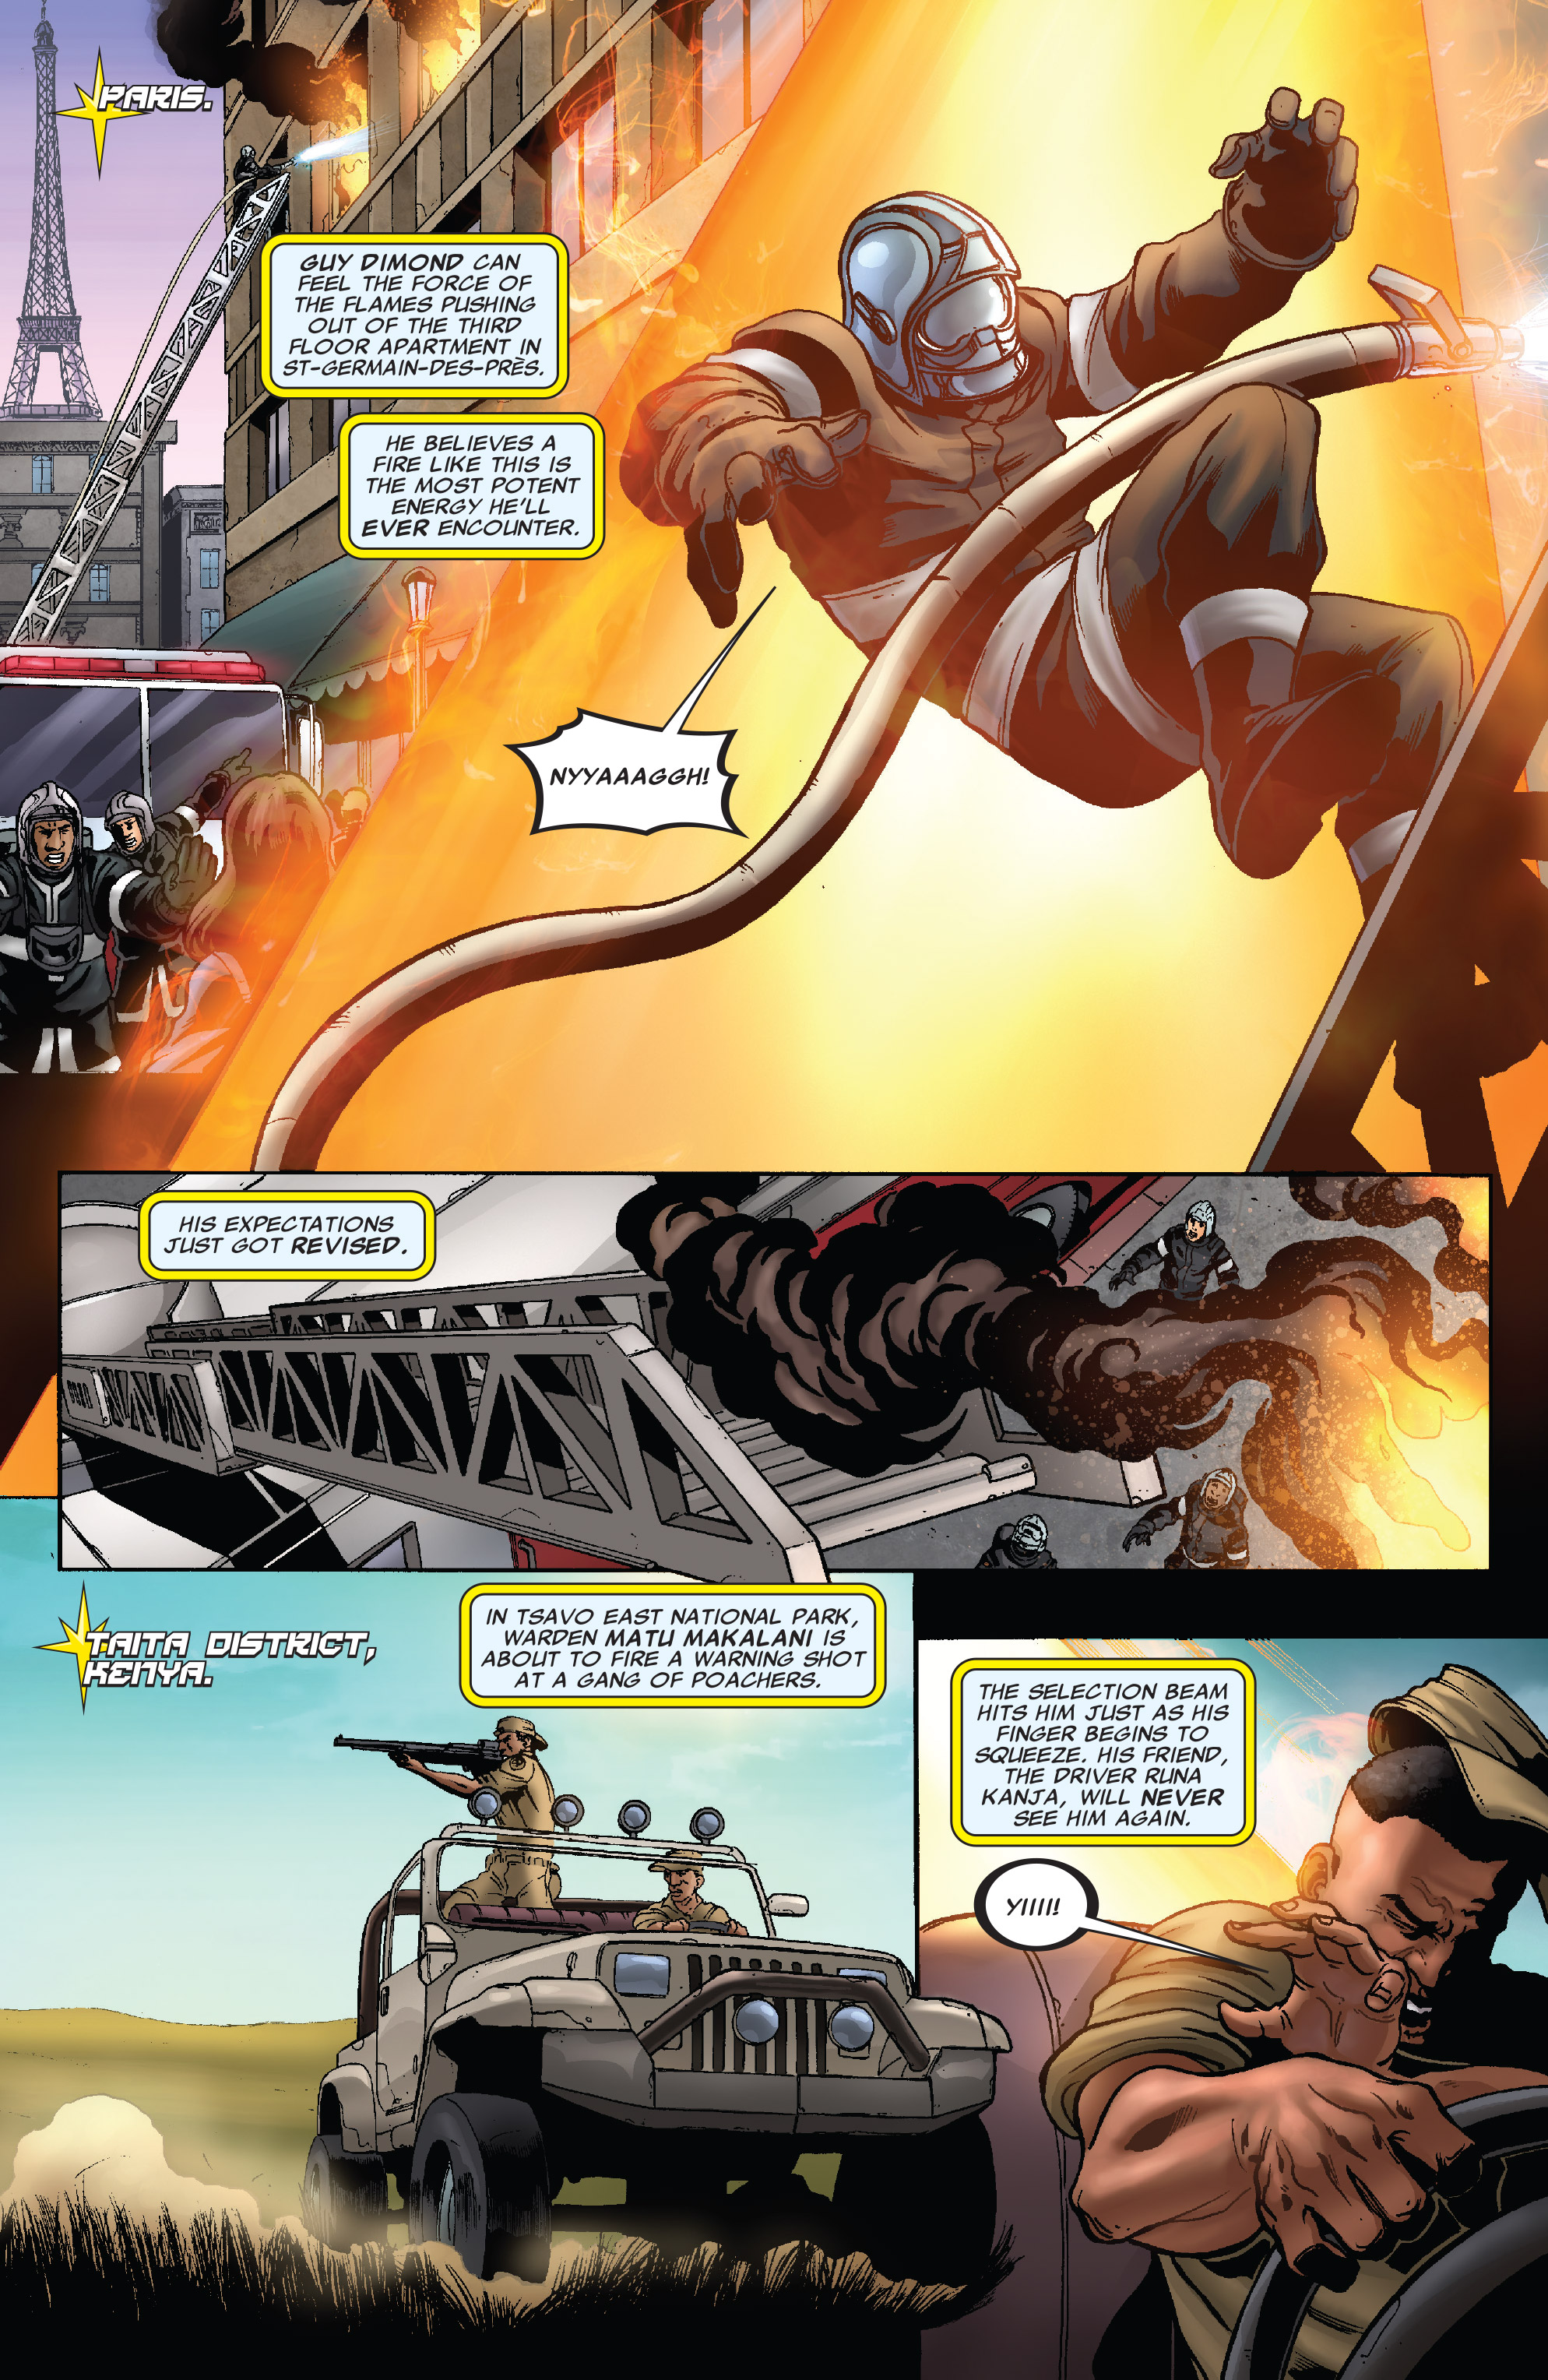 PARIS.
GUY DIMOND CAN
FEEL THE FORCE OF
THE FLAMES PUSHING
OUT OF THE THIRD
FLOOR APARTMENT IN
ST-GERMAIN-DES-PRÈS.
HE BELIEVES A
FIRE LIKE THIS IS
THE MOST POTENT
ENERGY HE'LL
EVER ENCOUNTER.
NYYAAAGGH!
HIS EXPECTATIONS
JUST GOT REVISED.
TAITA DISTRICT,
KENYA.
IN TSAVO EAST NATIONAL PARK,
WARDEN MATU MAKALANI IS
ABOUT TO FIRE A WARNING SHOT
AT A GANG OF POACHERS.
THE SELECTION BEAM
HITS HIM JUST AS HIS
FINGER BEGINS TO
SQUEEZE. HIS FRIEND,
THE DRIVER RUNA
KANJA, WILL NEVER
SEE HIM AGAIN.
YIIII!